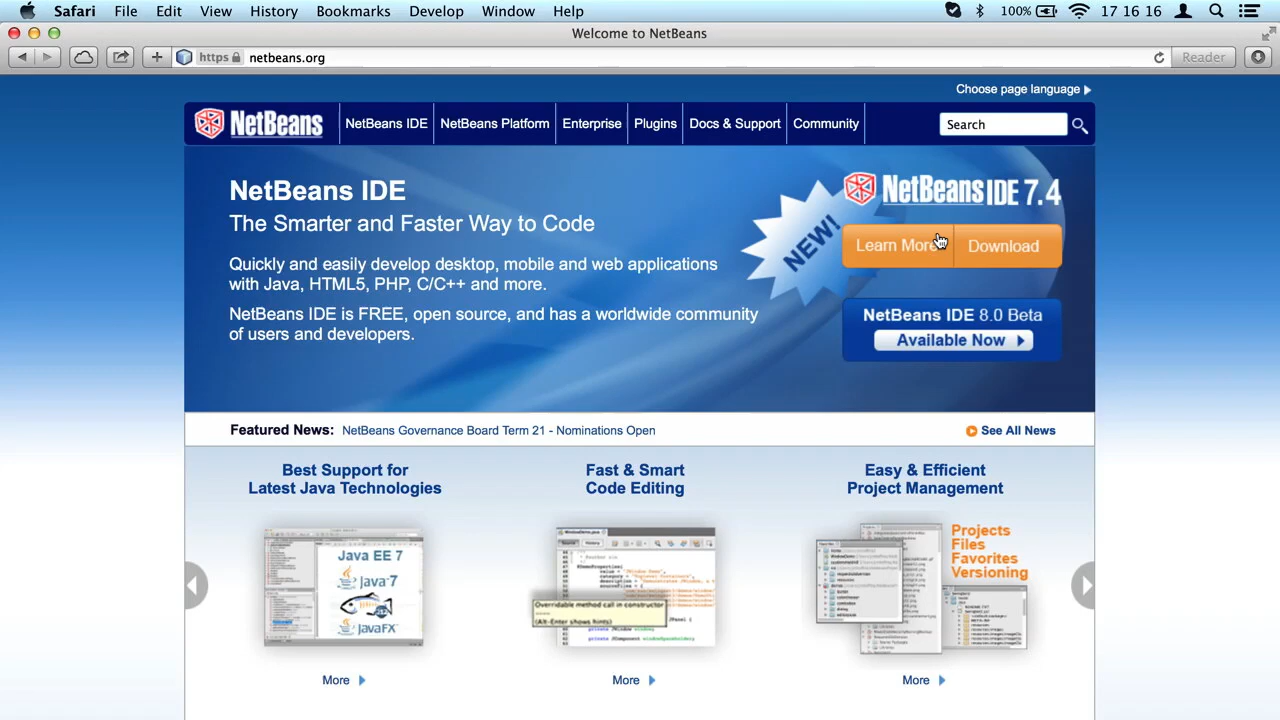 Safari File Edit View History Bookmarks Develop Window Help 100% 17 16 16
Welcome to NetBeans
https netbeans.org Reader
Choose page language
NetBeans NetBeans IDE NetBeans Platform Enterprise Plugins Docs & Support Community Search
NetBeans IDE
The Smarter and Faster Way to Code
Quickly and easily develop desktop, mobile and web applications
with Java, HTML5, PHP, C/C++ and more.
NetBeans IDE is FREE, open source, and has a worldwide community
of users and developers.
NEW!
NetBeans IDE 7.4
Learn More Download
NetBeans IDE 8.0 Beta
Available Now
Featured News: NetBeans Governance Board Term 21 - Nominations Open See All News
Best Support for
Latest Java Technologies
Java EE 7
Java 7
JavaFX
More
Fast & Smart
Code Editing
Overridable method call in constructor
(Alt-Enter shows hints)
More
Easy & Efficient
Project Management
Projects
Files
Favorites
Versioning
More